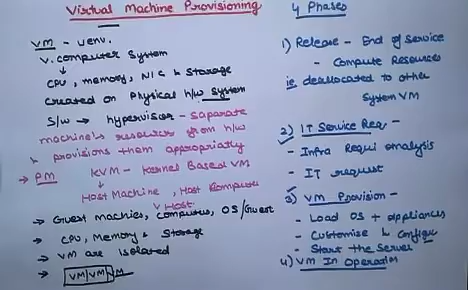 Virtual Machine Provisioning
VM - venv.
v. computer System
↓
CPU, memory, NIC & Storage
Created on Physical h/w System
S/w → hypervisor - Saparate
machine's resources from h/w
↳ provisions them appropriately
→ PM KVM - Kernel Based VM
↓
Host Machine, Host Computer
v Host.
→ Guest machies, computers, OS/Guest
→ CPU, Memory & Storage
→ VM are isolated
→ VM/VM/VM
4 Phases
1) Release - End of Service
- Compute Resources
ie deallocated to other
System VM
2) IT Service Req -
- Infra Requi analysis
- IT request
3) VM Provision -
- Load OS + appliances
- Customise & Configure
- Start the Server
4) VM In Operation